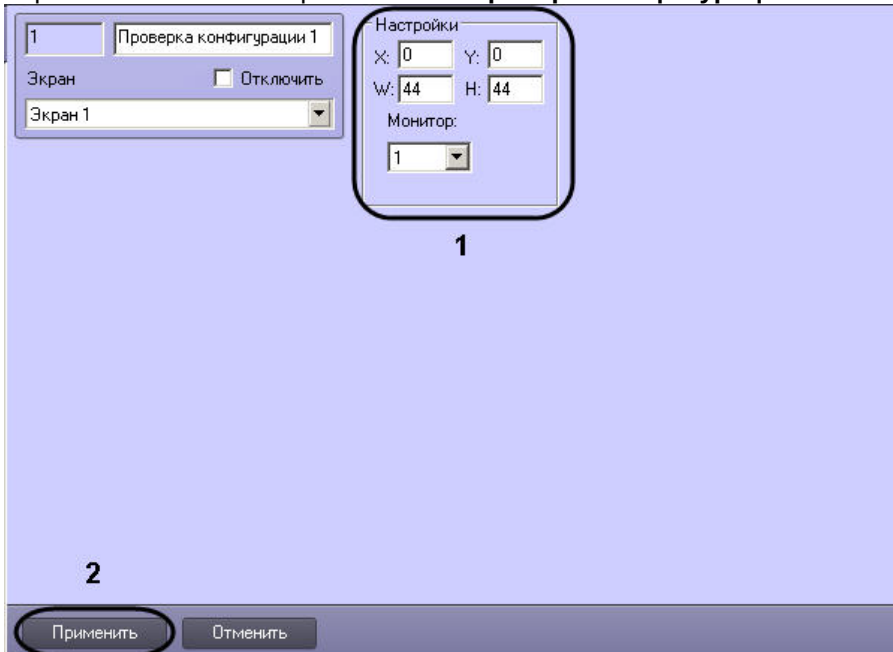 1 Проверка конфигурации 1
Экран Отключить
Экран 1
Настройки
X: 0 Y: 0
W: 44 H: 44
Монитор:
1
1
2
Применить Отменить